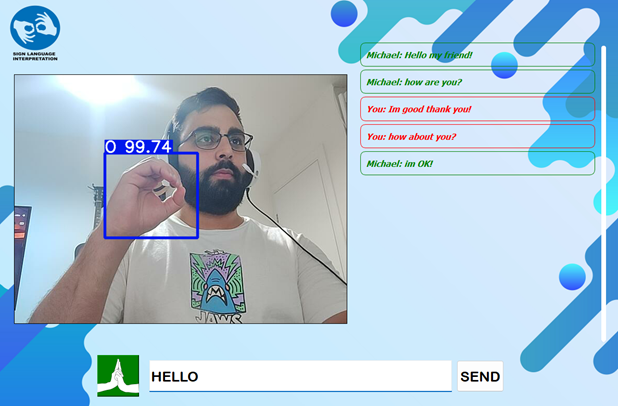 SIGN LANGUAGE
INTERPRETATION
O 99.74
JAWS
Michael: Hello my friend!
Michael: how are you?
You: Im good thank you!
You: how about you?
Michael: im OK!
HELLO
SEND